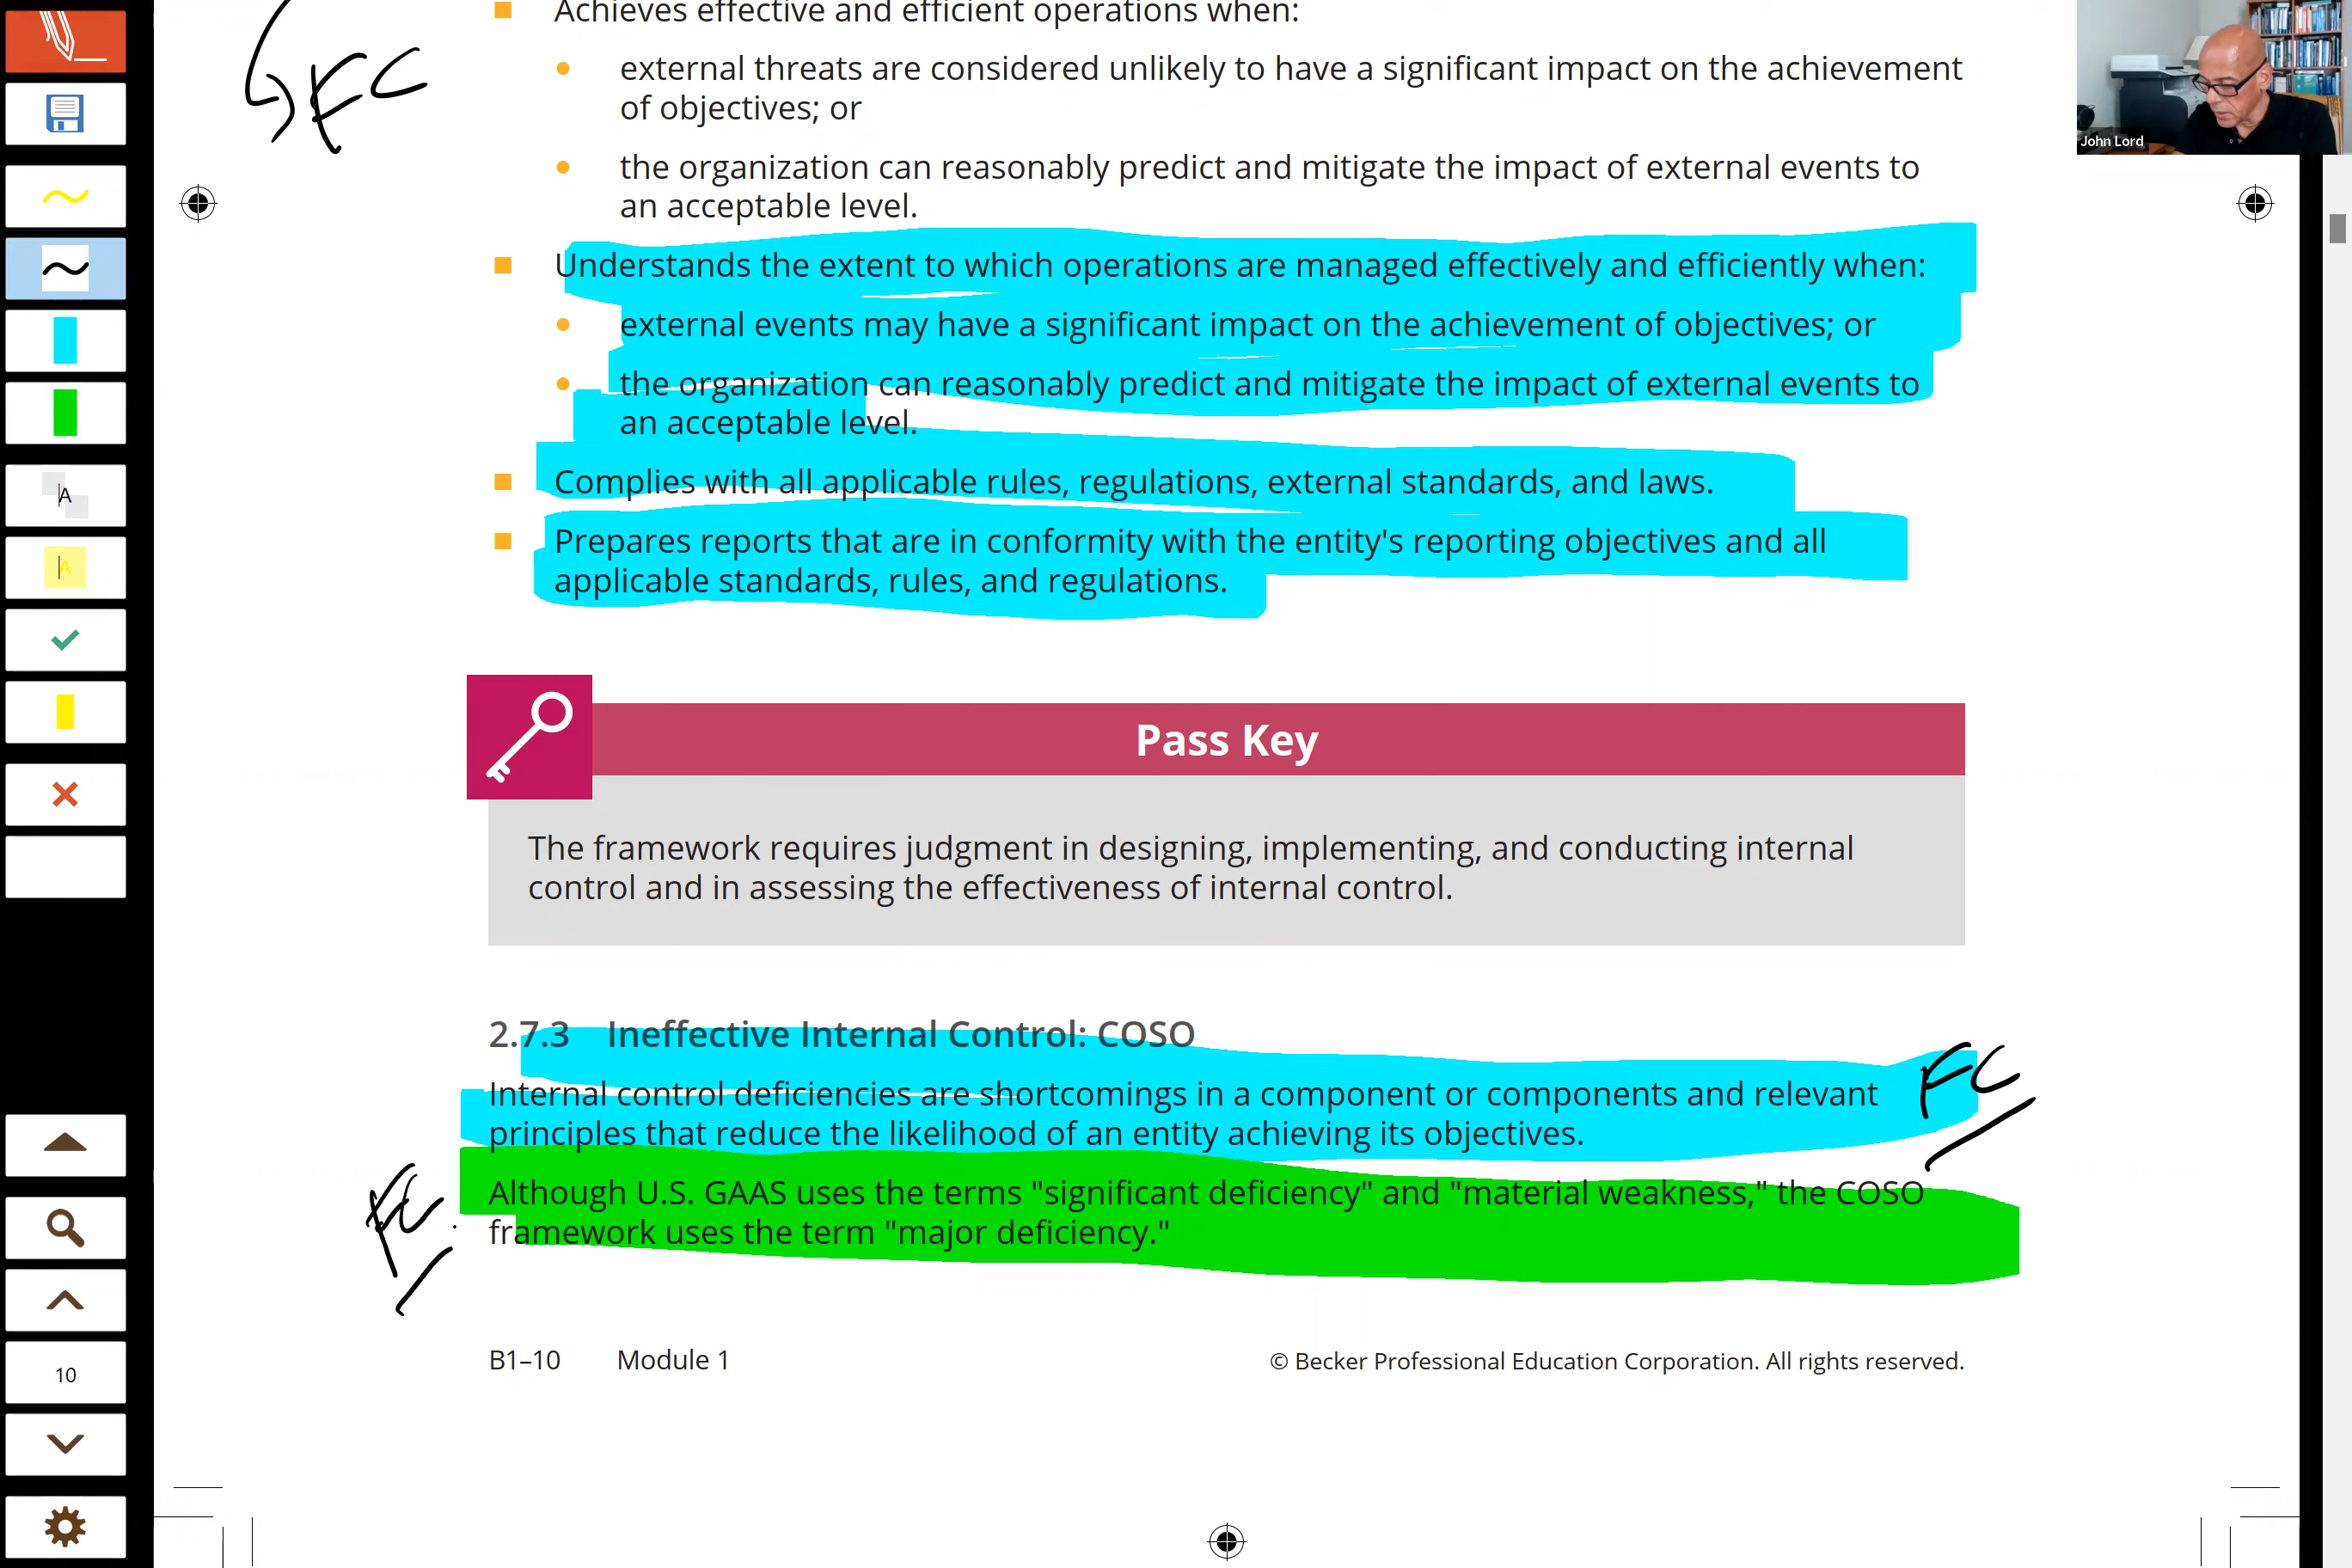 Achieves effective and efficient operations when:
FC
external threats are considered unlikely to have a significant impact on the achievement
of objectives; or
John Lord
the organization can reasonably predict and mitigate the impact of external events to
an acceptable level.
Understands the extent to which operations are managed effectively and efficiently when:
external events may have a significant impact on the achievement of objectives; or
the organization can reasonably predict and mitigate the impact of external events to
an acceptable level.
Complies with all applicable rules, regulations, external standards, and laws.
Prepares reports that are in conformity with the entity's reporting objectives and all
applicable standards, rules, and regulations.
A
A
Pass Key
The framework requires judgment in designing, implementing, and conducting internal
control and in assessing the effectiveness of internal control.
2.7.3 Ineffective Internal Control: COSO
Internal control deficiencies are shortcomings in a component or components and relevant
principles that reduce the likelihood of an entity achieving its objectives.
FC
Although U.S. GAAS uses the terms "significant deficiency" and "material weakness," the COSO
framework uses the term "major deficiency."
FC
B1–10 Module 1 © Becker Professional Education Corporation. All rights reserved.
10